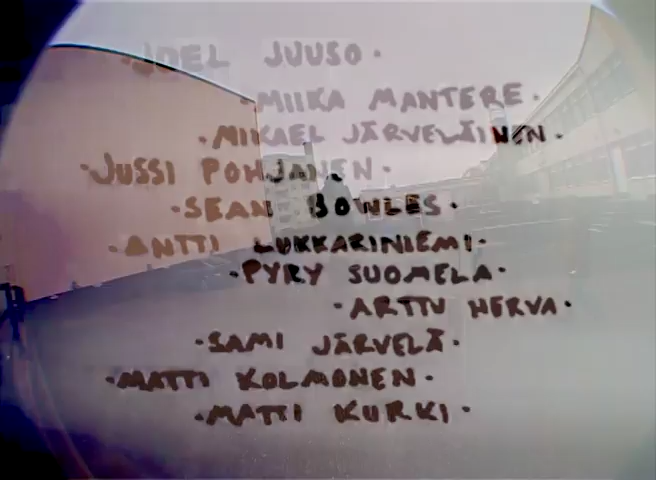 ·JOEL JUUSO·
·MIIKA MANTERE·
·MIKAEL JÄRVELÄINEN·
·JUSSI POHJANEN·
·SEAN BOWLES·
·ANTTI LUKKARINIEMI·
·PYRY SUOMELA·
·ARTTU HERVA·
·SAMI JÄRVELÄ·
·MATTI KOLMONEN·
·MATTI KURKI·